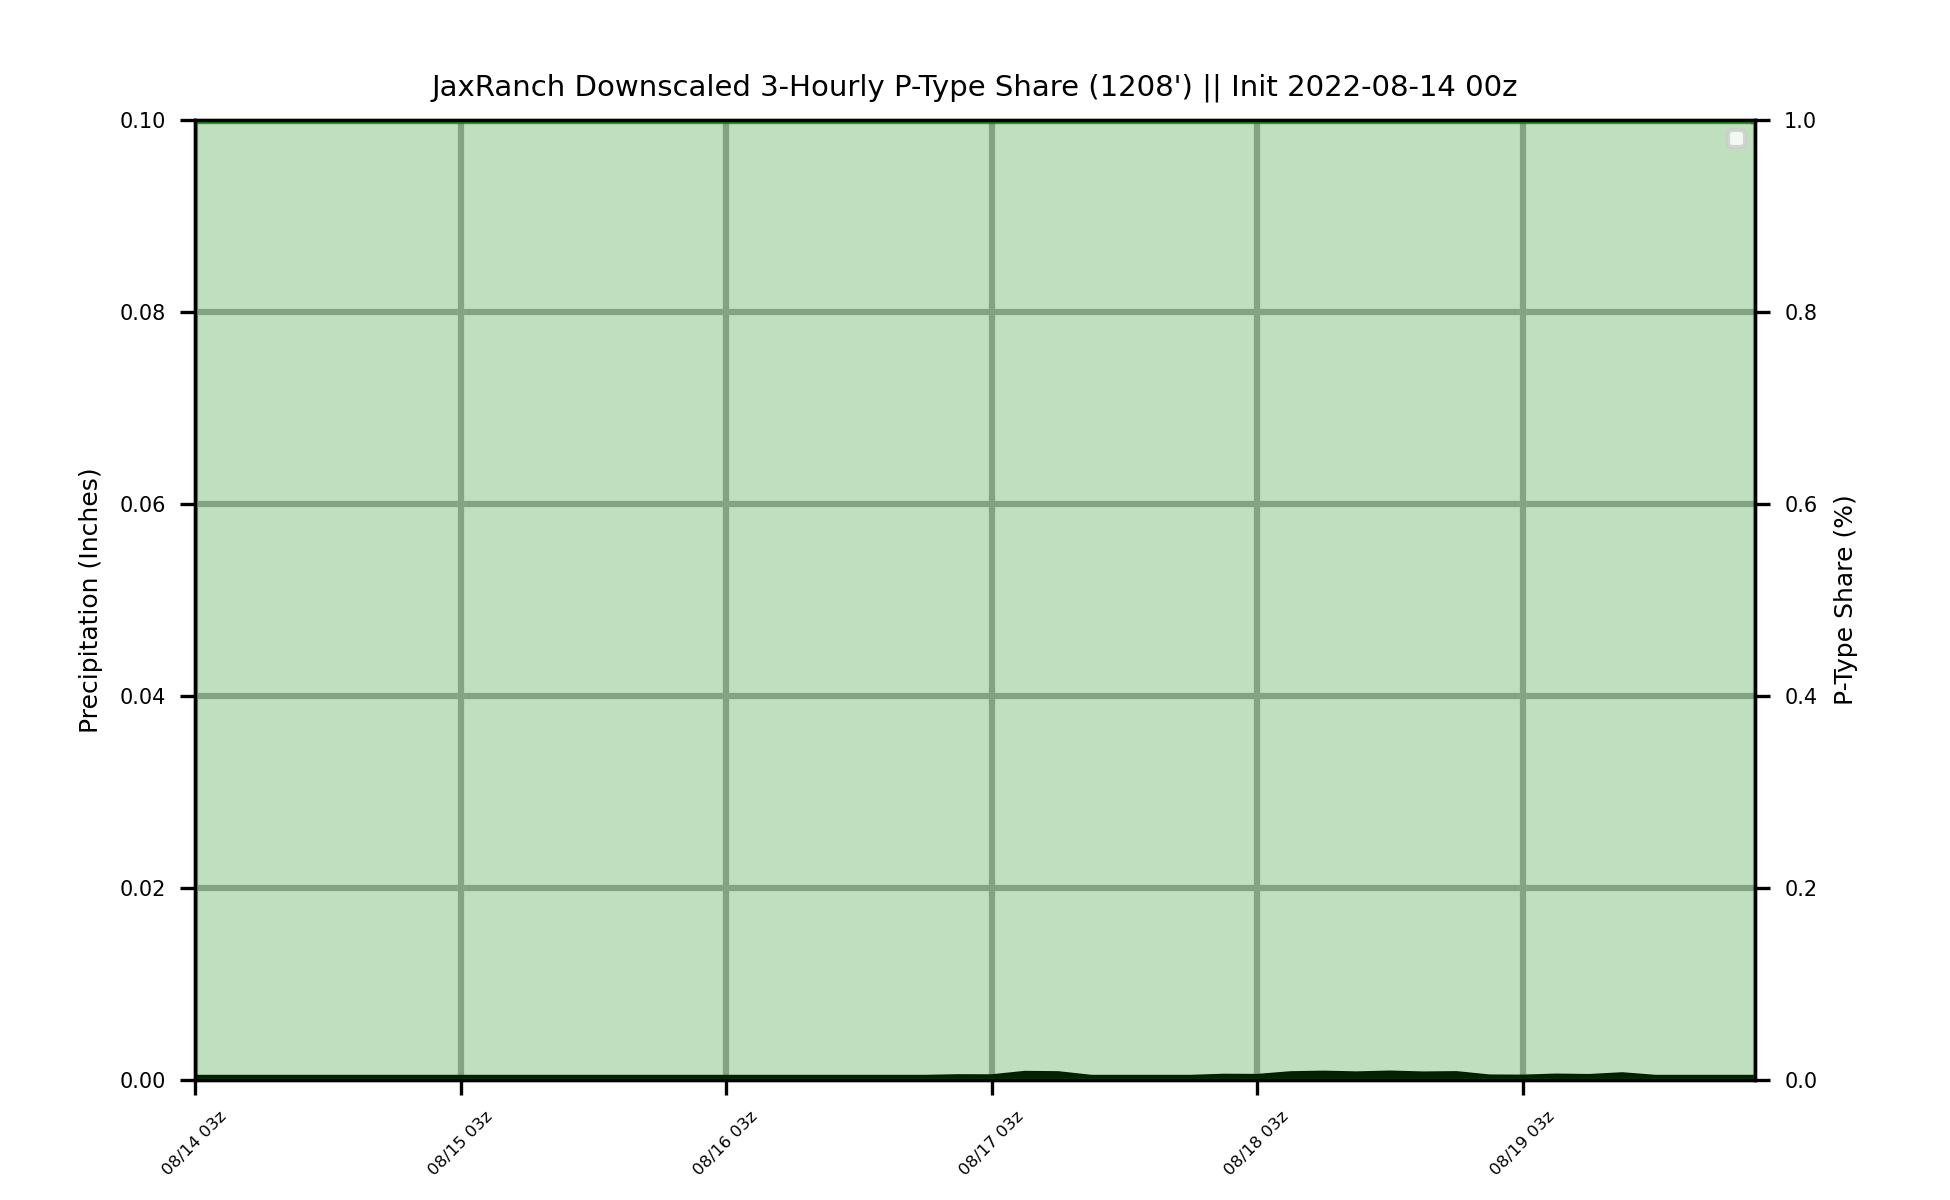 JaxRanch Downscaled 3-Hourly P-Type Share (1208') || Init 2022-08-14 00z
0.10
0.08
0.06
0.04
0.02
0.00
Precipitation (Inches)
1.0
0.8
0.6
0.4
0.2
0.0
P-Type Share (%)
08/14 03z
08/15 03z
08/16 03z
08/17 03z
08/18 03z
08/19 03z